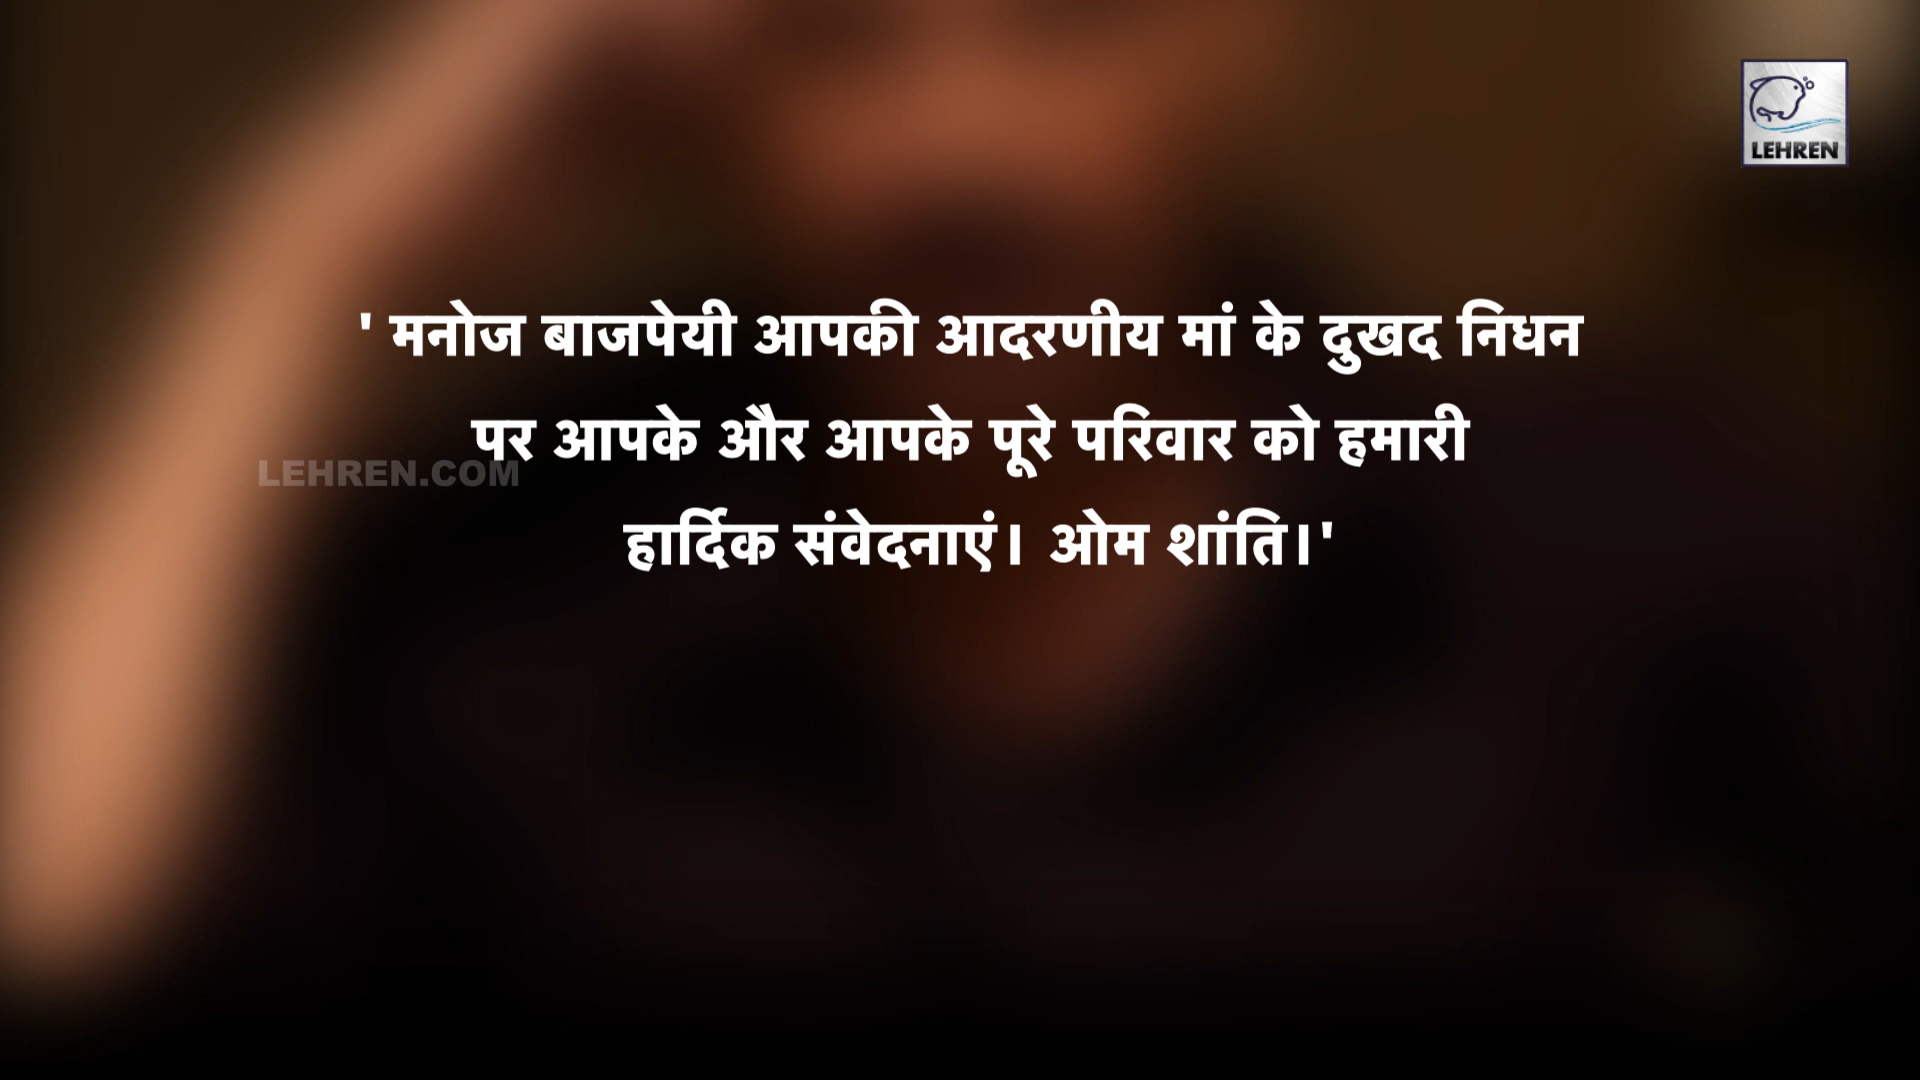 LEHREN
' मनोज बाजपेयी आपकी आदरणीय मां के दुखद निधन
पर आपके और आपके पूरे परिवार को हमारी
LEHREN.COM
हार्दिक संवेदनाएं। ओम शांति।'